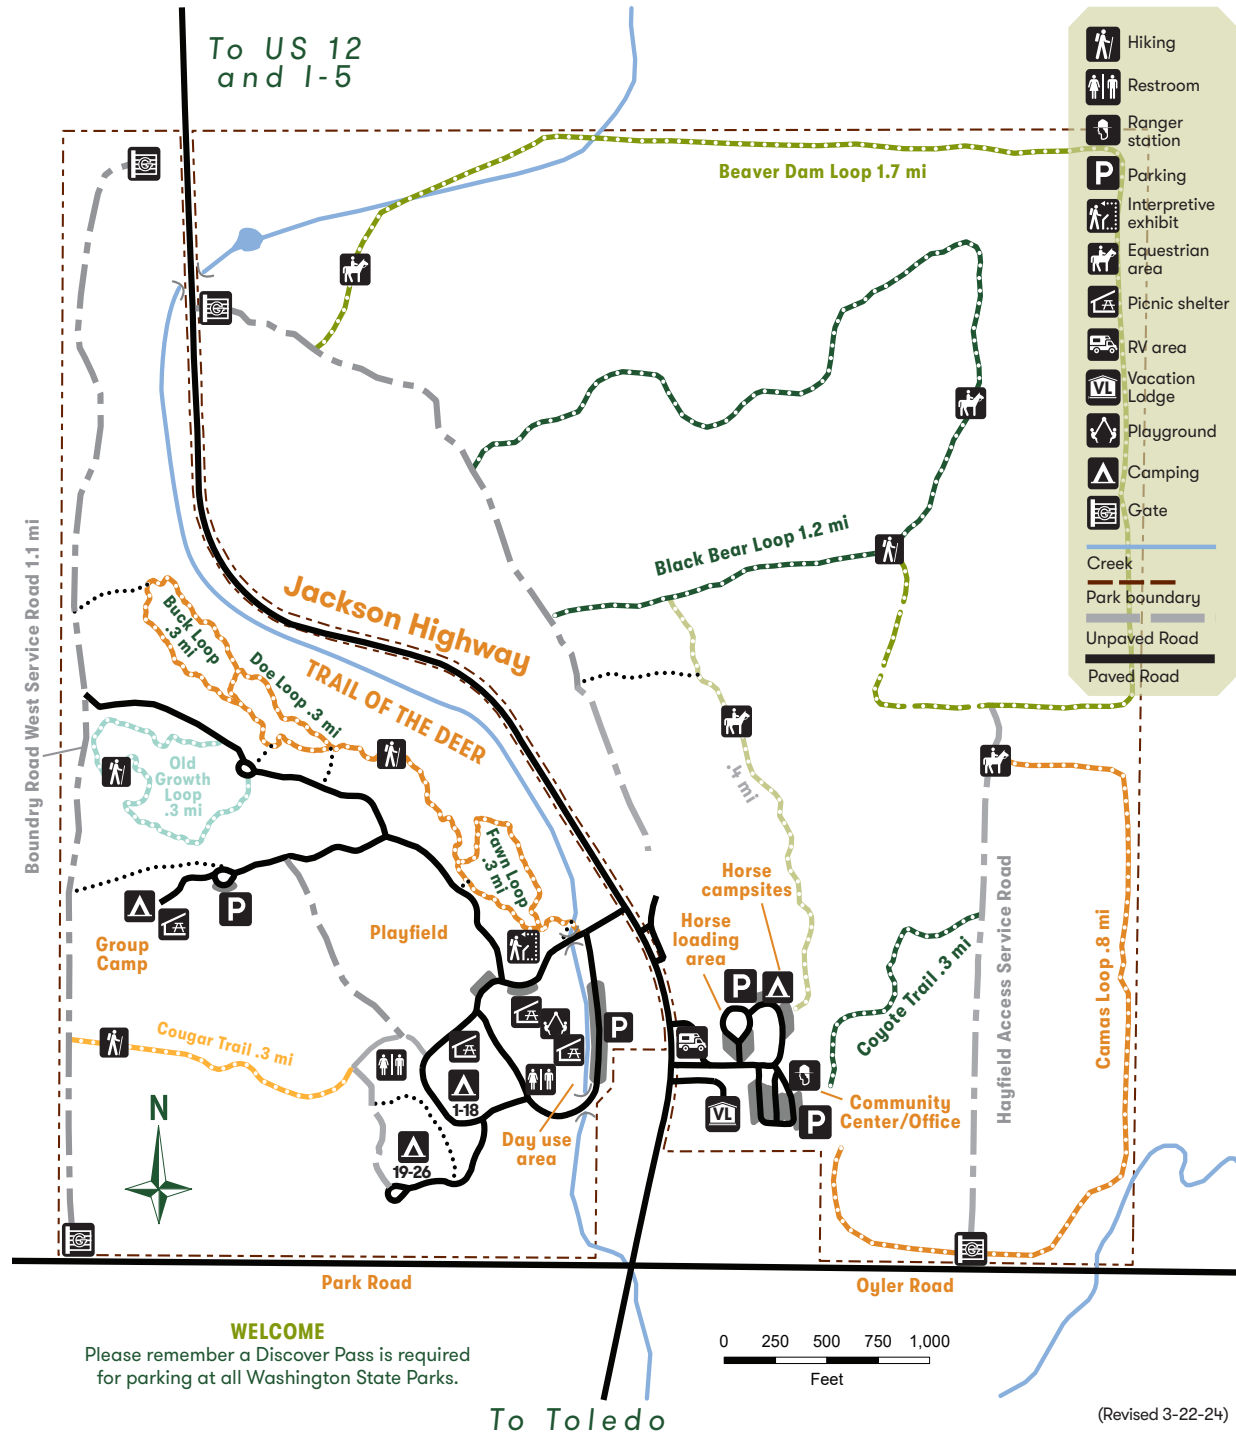 To US 12
and I-5
Hiking
Restroom
Ranger
station
P
Parking
Interpretive
exhibit
Equestrian
area
Picnic shelter
RV area
VL
Vacation
Lodge
Playground
Camping
G
Gate
Creek
Park boundary
Unpaved Road
Paved Road
G
Beaver Dam Loop 1.7 mi
G
Black Bear Loop 1.2 mi
Boundry Road West Service Road 1.1 mi
Jackson Highway
Buck Loop
.3 mi
Doe Loop .3 mi
TRAIL OF THE DEER
Old
Growth
Loop
.3 mi
.4 mi
Fawn Loop
.3 mi
Horse
campsites
Horse
loading
area
P
Group
Camp
Playfield
P
Hayfield Access Service Road
Camas Loop .8 mi
Coyote Trail .3 mi
P
Cougar Trail .3 mi
1-18
19-26
Day use
area
VL
P
Community
Center/Office
N
G
G
Park Road
Oyler Road
WELCOME
Please remember a Discover Pass is required
for parking at all Washington State Parks.
0 250 500 750 1,000
Feet
To Toledo
(Revised 3-22-24)